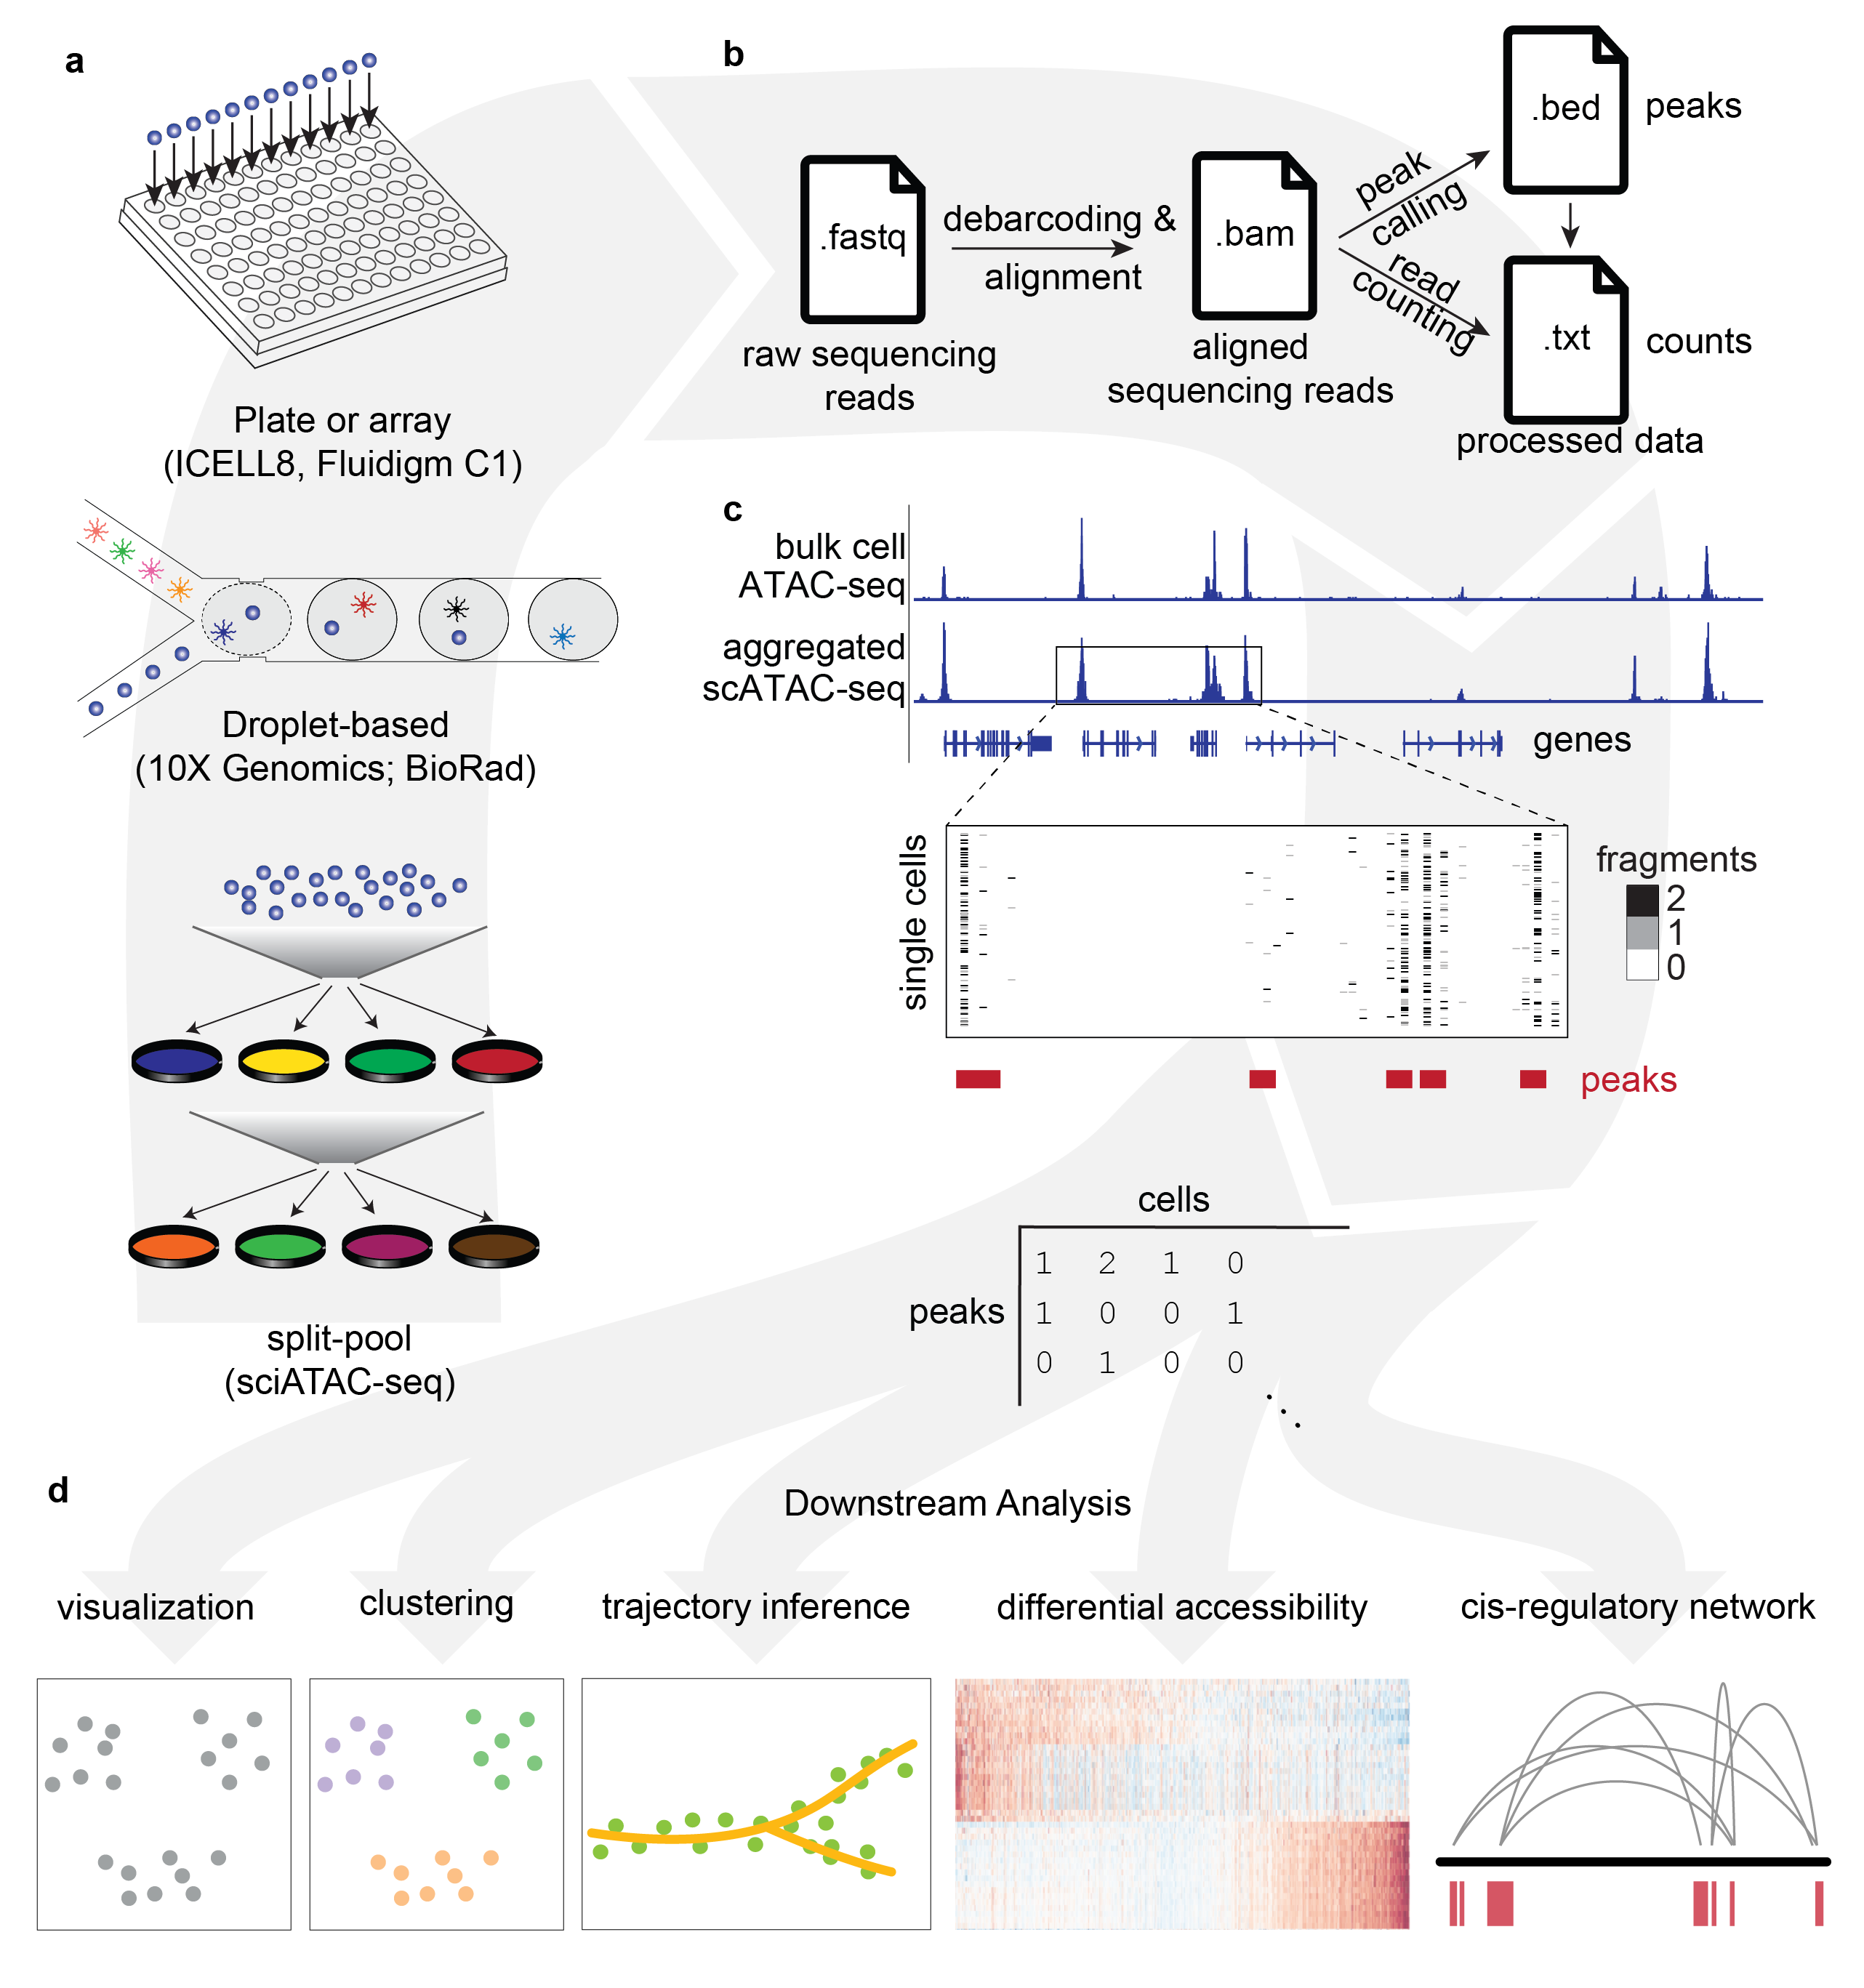 a
Plate or array
(ICELL8, Fluidigm C1)
Droplet-based
(10X Genomics; BioRad)
split-pool
(sciATAC-seq)
b
.fastq
raw sequencing
reads
debarcoding &
alignment
.bam
aligned
sequencing reads
peak
calling
read
counting
.bed
peaks
.txt
counts
processed data
c
bulk cell
ATAC-seq
aggregated
scATAC-seq
genes
single cells
fragments
2
1
0
peaks
cells
peaks
1 2 1 0
1 0 0 1
0 1 0 0
d
Downstream Analysis
visualization
clustering
trajectory inference
differential accessibility
cis-regulatory network